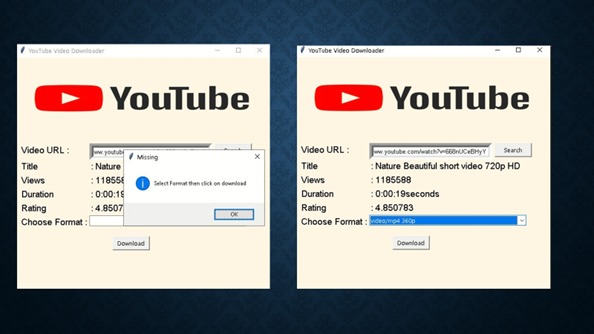 YouTube Video Downloader
YouTube
Video URL :
ww.youtube
Search
Title : Nature
Views : 1185588
Duration : 0:00:19
Rating : 4.85078
Choose Format :
Missing
Select Format then click on download
OK
Download
YouTube Video Downloader
YouTube
Video URL :
ww.youtube.com/watch?v=668nUCeBHyY
Search
Title : Nature Beautiful short video 720p HD
Views : 1185588
Duration : 0:00:19seconds
Rating : 4.850783
Choose Format : video/mp4 360p
Download